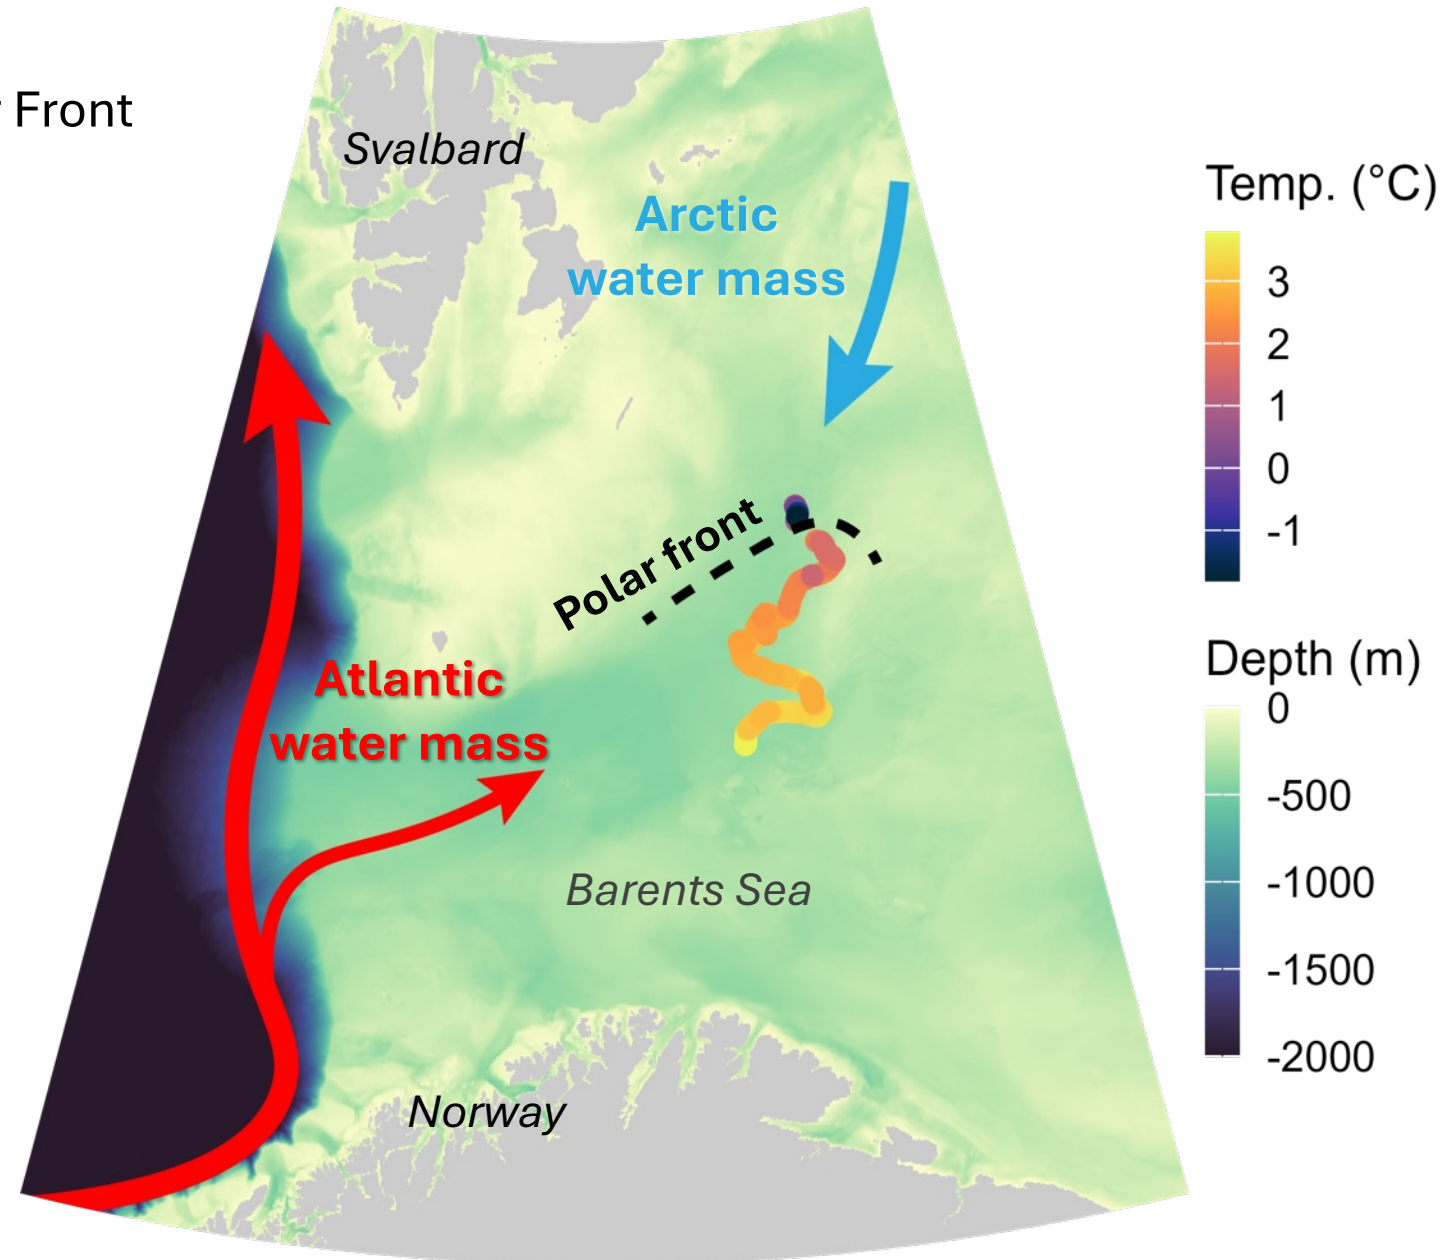 Front
Svalbard
Arctic
water mass
Polar front
Atlantic
water mass
Barents Sea
Norway
Temp. (°C)
3
2
1
0
-1
Depth (m)
0
-500
-1000
-1500
-2000